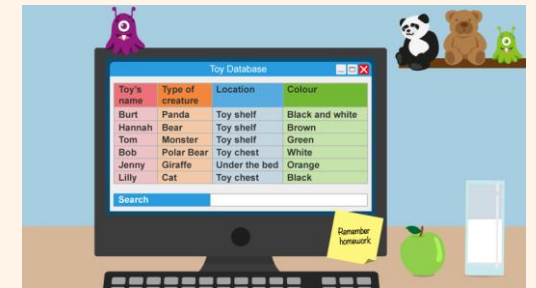 Toy Database
Toy's name Type of creature Location Colour
Burt Panda Toy shelf Black and white
Hannah Bear Toy shelf Brown
Tom Monster Toy shelf Green
Bob Polar Bear Toy chest White
Jenny Giraffe Under the bed Orange
Lilly Cat Toy chest Black
Search
Remember
homework